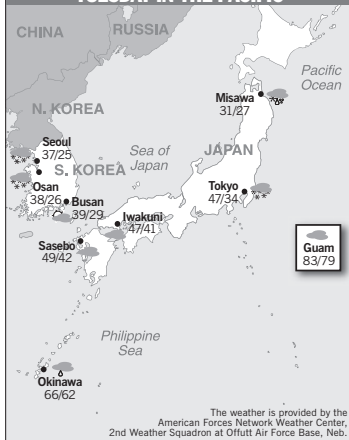 TUESDAY IN THE PACIFIC
CHINA
RUSSIA
Pacific
Ocean
Misawa
31/27
N. KOREA
Seoul
37/25
Sea of
Japan
JAPAN
S. KOREA
Osan
38/26
Busan
39/29
Tokyo
47/34
Iwakuni
47/41
Sasebo
49/42
Guam
83/79
Philippine
Sea
Okinawa
66/62
The weather is provided by the
American Forces Network Weather Center,
2nd Weather Squadron at Offutt Air Force Base, Neb.